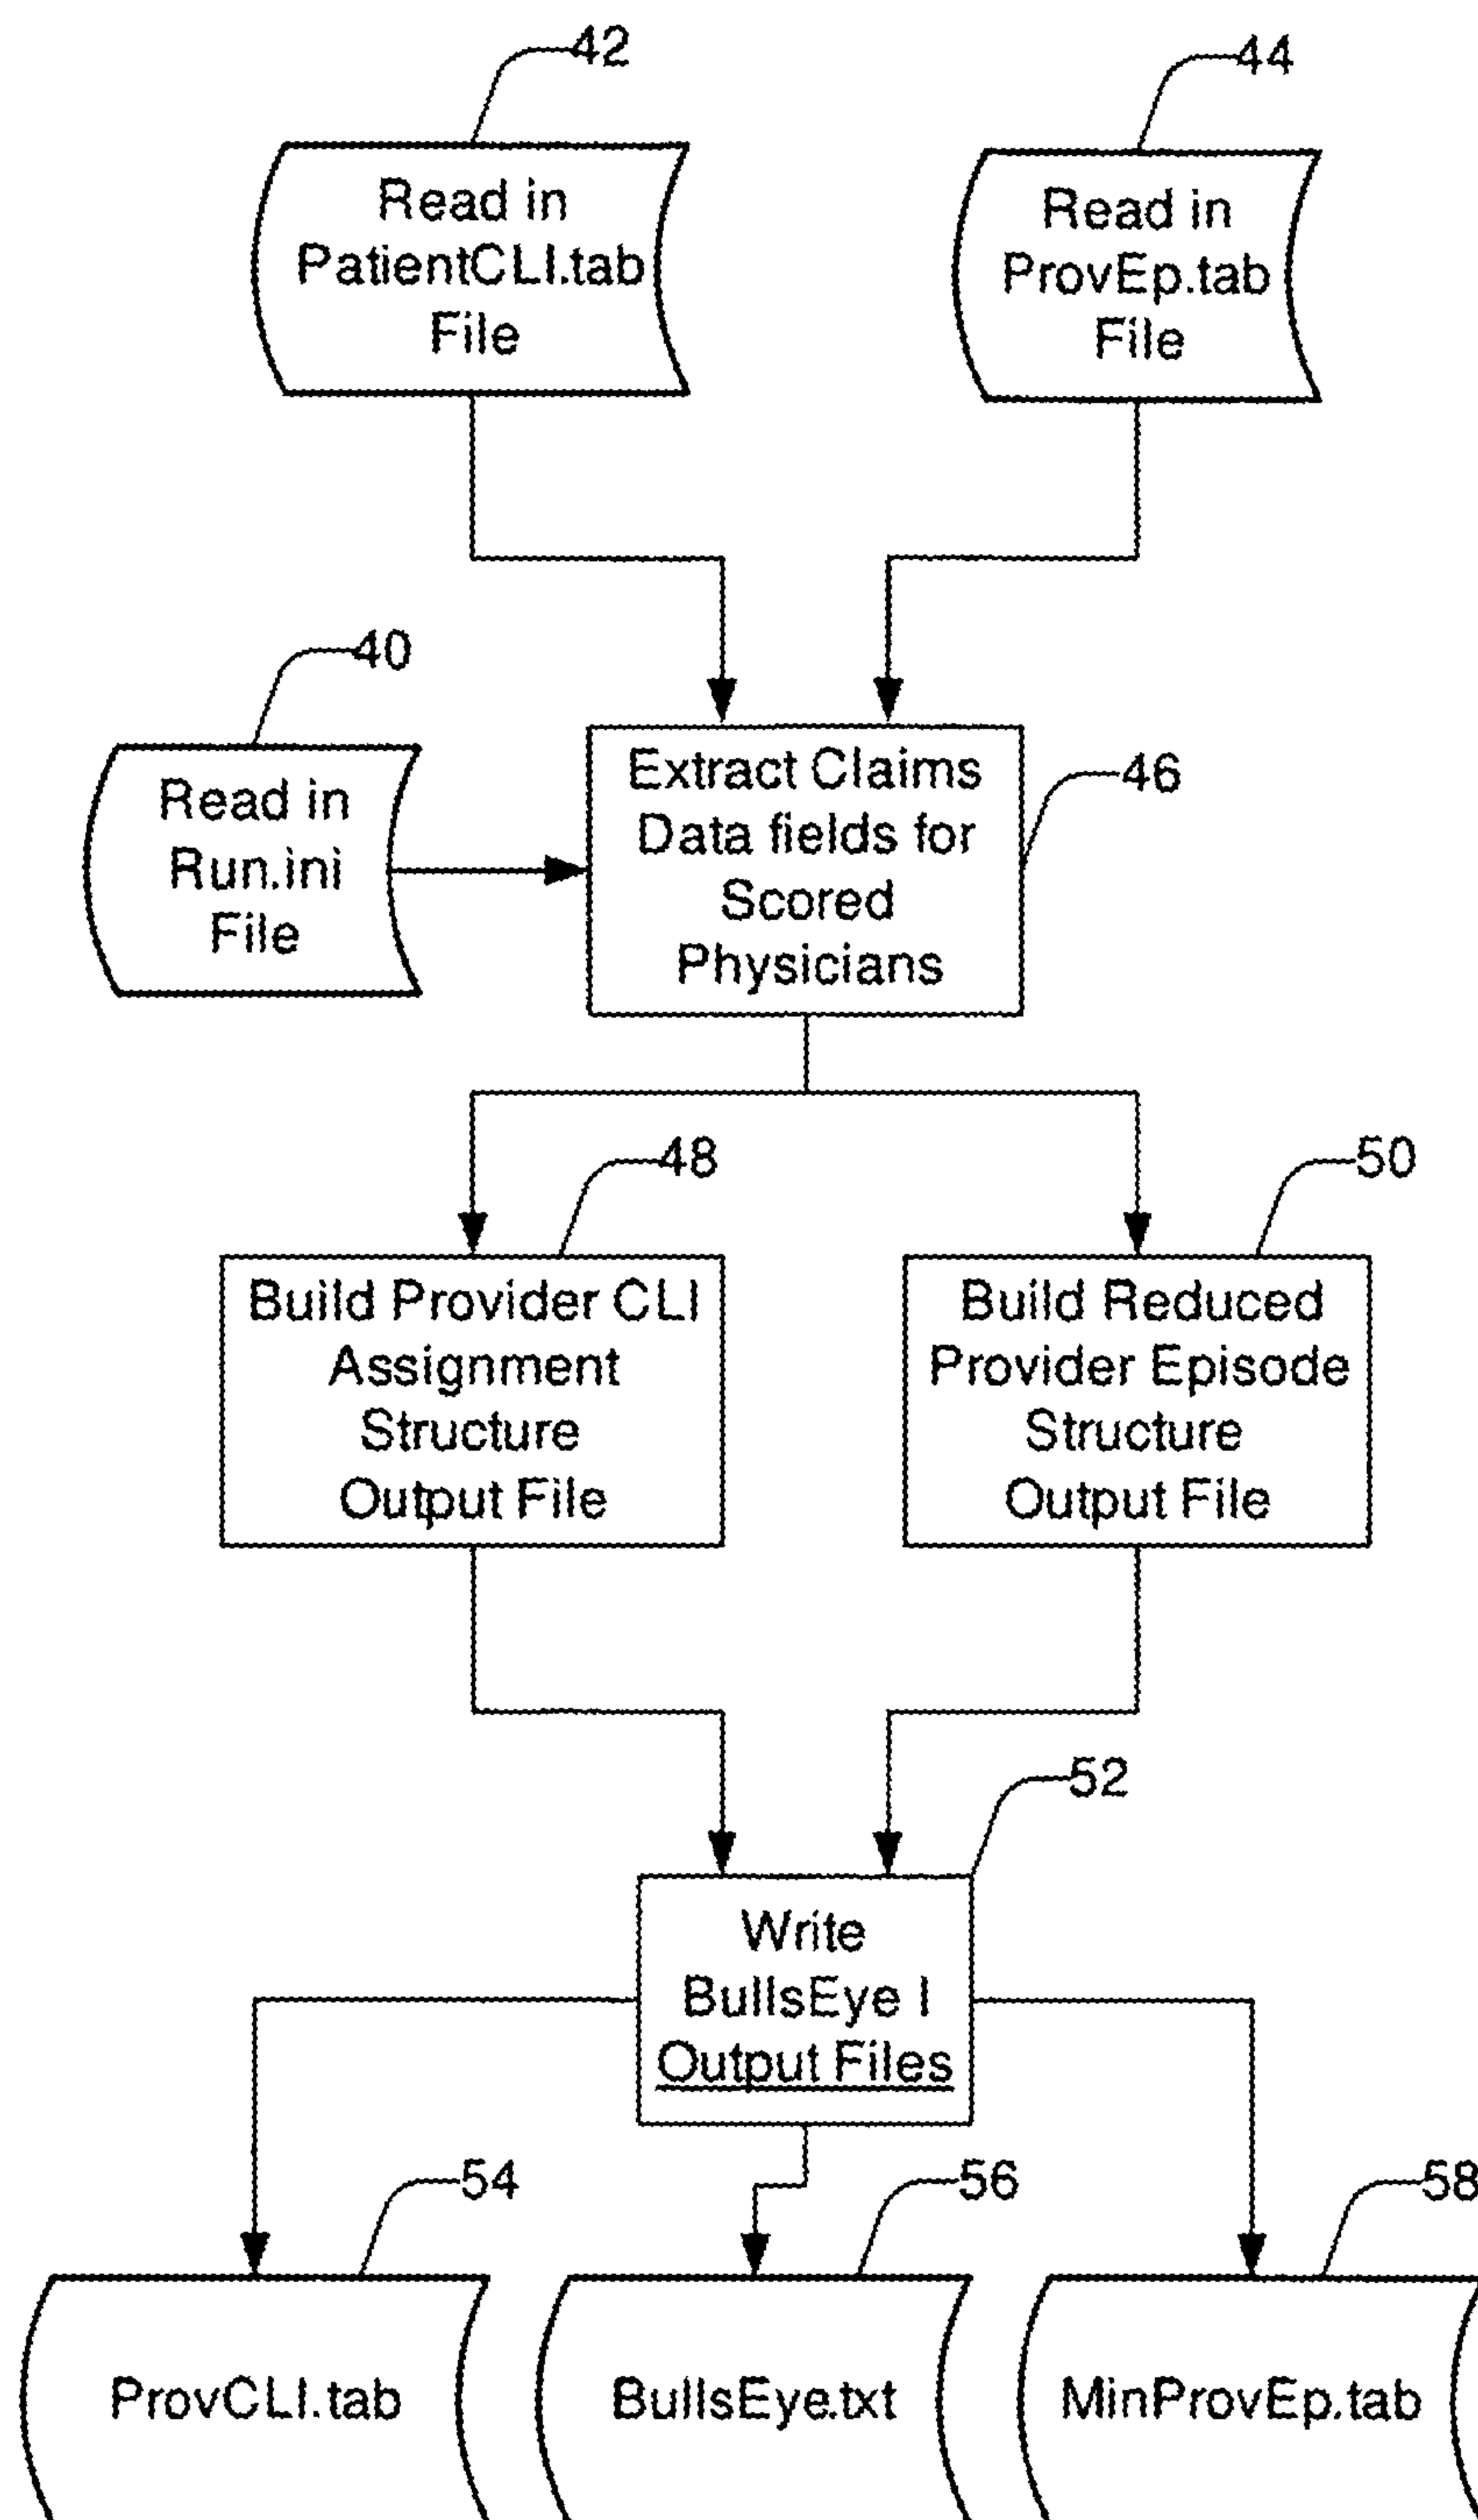 42
44
Read in
PatientCLI.tab
File
Read in
ProvEp.tab
File
40
Read in
Run.ini
File
Extract Claims
Data fields for
Scored
Physicians
46
48
50
Build Provider CLI
Assignment
Structure
Output File
Build Reduced
Provider Episode
Structure
Output File
52
Write
BullsEye I
Output Files
54
56
58
ProvCLI.tab
BullsEye.txt
MinProvEp.tab